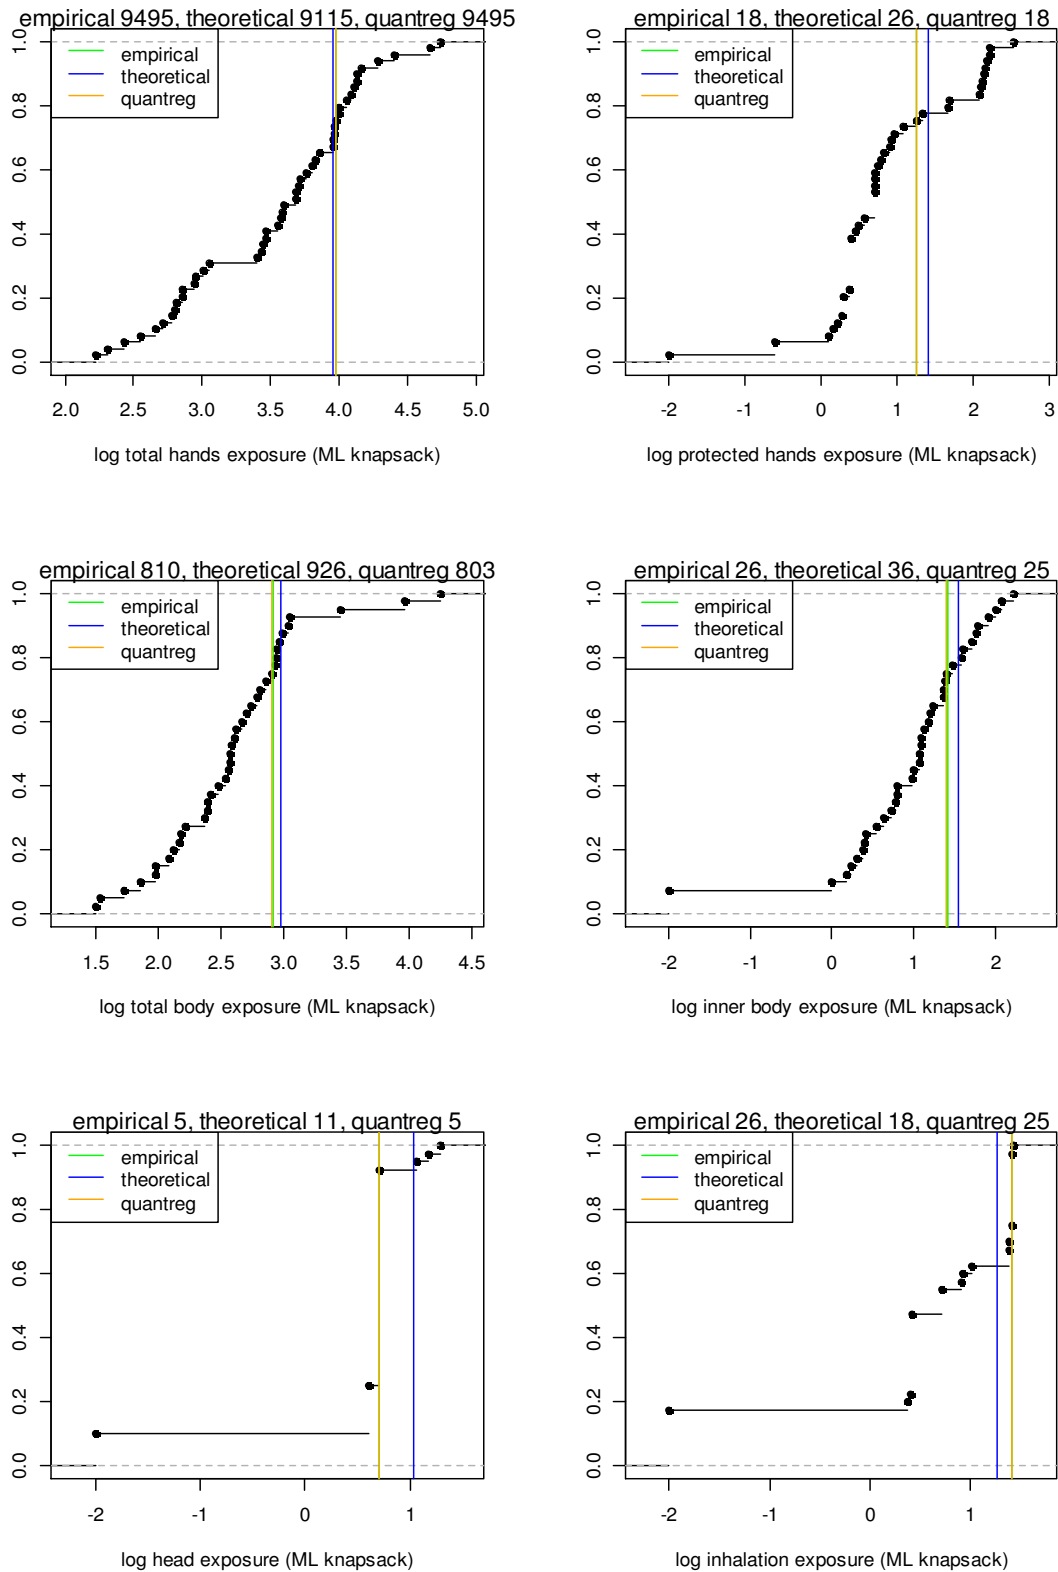 empirical 9495, theoretical 9115, quantreg 9495
empirical
theoretical
quantreg
0.0 0.2 0.4 0.6 0.8 1.0
2.0 2.5 3.0 3.5 4.0 4.5 5.0
log total hands exposure (ML knapsack)
empirical 18, theoretical 26, quantreg 18
empirical
theoretical
quantreg
0.0 0.2 0.4 0.6 0.8 1.0
-2 -1 0 1 2 3
log protected hands exposure (ML knapsack)
empirical 810, theoretical 926, quantreg 803
empirical
theoretical
quantreg
0.0 0.2 0.4 0.6 0.8 1.0
1.5 2.0 2.5 3.0 3.5 4.0 4.5
log total body exposure (ML knapsack)
empirical 26, theoretical 36, quantreg 25
empirical
theoretical
quantreg
0.0 0.2 0.4 0.6 0.8 1.0
-2 -1 0 1 2
log inner body exposure (ML knapsack)
empirical 5, theoretical 11, quantreg 5
empirical
theoretical
quantreg
0.0 0.2 0.4 0.6 0.8 1.0
-2 -1 0 1
log head exposure (ML knapsack)
empirical 26, theoretical 18, quantreg 25
empirical
theoretical
quantreg
0.0 0.2 0.4 0.6 0.8 1.0
-2 -1 0 1
log inhalation exposure (ML knapsack)